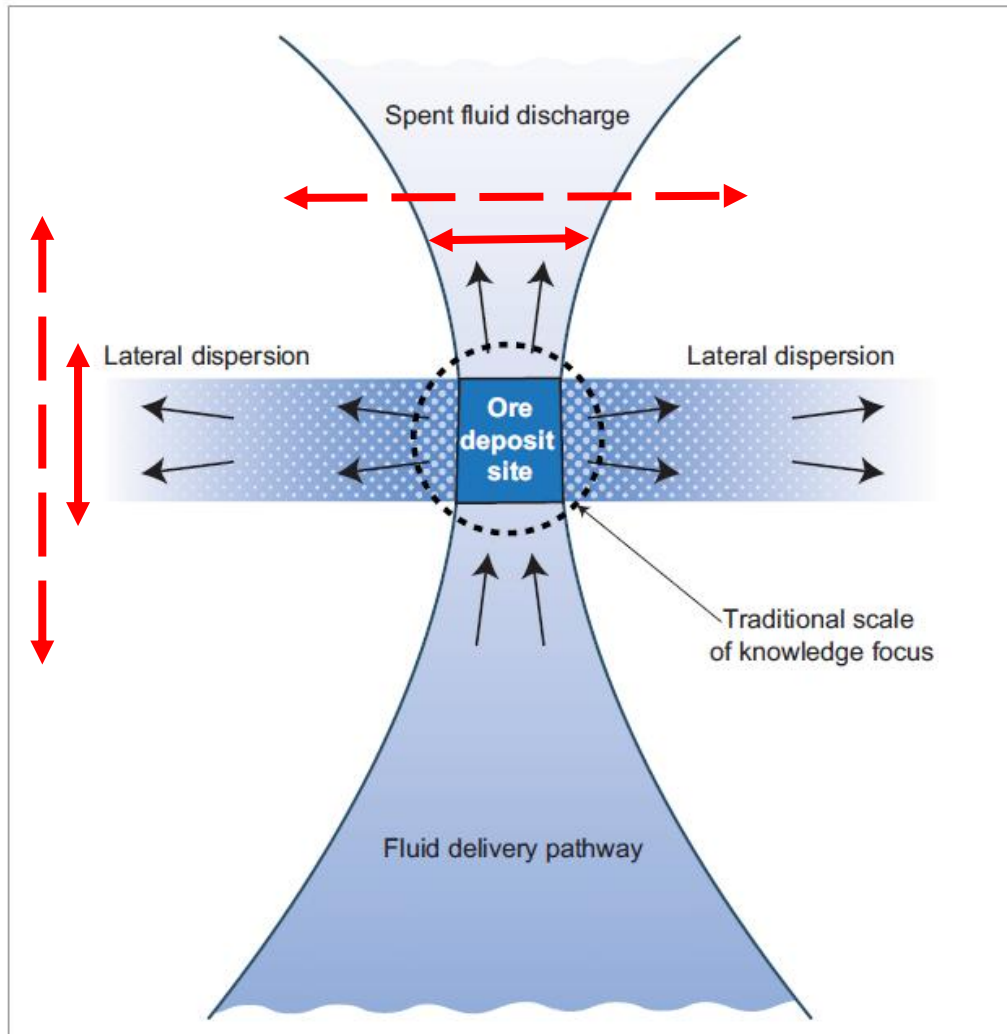 Spent fluid discharge
Lateral dispersion
Lateral dispersion
Ore
deposit
site
Traditional scale
of knowledge focus
Fluid delivery pathway